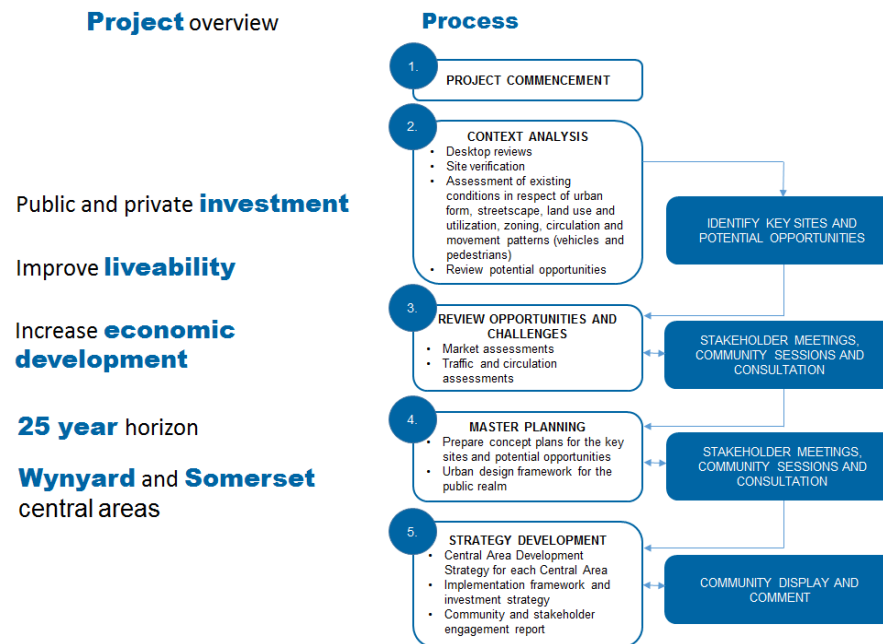 Project overview
Public and private investment
Improve liveability
Increase economic
development
25 year horizon
Wynyard and Somerset
central areas
Process
1.
PROJECT COMMENCEMENT
2.
CONTEXT ANALYSIS
• Desktop reviews
• Site verification
• Assessment of existing
conditions in respect of urban
form, streetscape, land use and
utilization, zoning, circulation and
movement patterns (vehicles and
pedestrians)
• Review potential opportunities
IDENTIFY KEY SITES AND
POTENTIAL OPPORTUNITIES
3.
REVIEW OPPORTUNITIES AND
CHALLENGES
• Market assessments
• Traffic and circulation
assessments
STAKEHOLDER MEETINGS,
COMMUNITY SESSIONS AND
CONSULTATION
4.
MASTER PLANNING
• Prepare concept plans for the key
sites and potential opportunities
• Urban design framework for the
public realm
STAKEHOLDER MEETINGS,
COMMUNITY SESSIONS AND
CONSULTATION
5.
STRATEGY DEVELOPMENT
• Central Area Development
Strategy for each Central Area
• Implementation framework and
investment strategy
• Community and stakeholder
engagement report
COMMUNITY DISPLAY AND
COMMENT